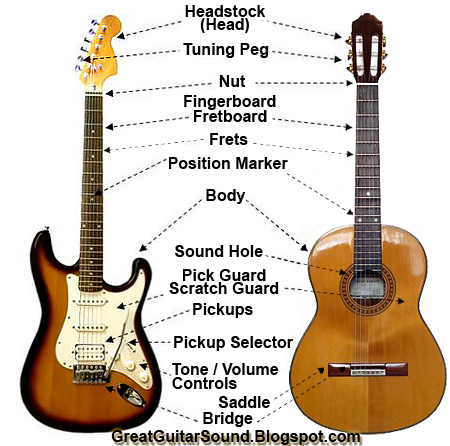 Headstock
(Head)
Tuning Peg
Nut
Fingerboard
Fretboard
Frets
Position Marker
Body
Sound Hole
Pick Guard
Scratch Guard
Pickups
Pickup Selector
Tone / Volume
Controls
Saddle
Bridge
GreatGuitarSound.Blogspot.com